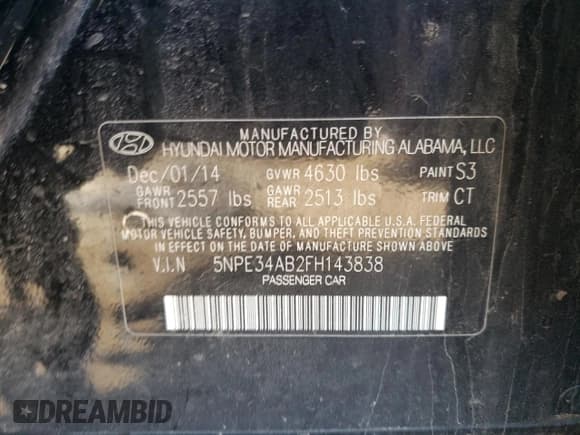 MANUFACTURED BY
HYUNDAI MOTOR MANUFACTURING ALABAMA, LLC
Dec/01/14 GVWR 4630 lbs PAINT S3
GAWR FRONT 2557 lbs GAWR REAR 2513 lbs TRIM CT
THIS VEHICLE CONFORMS TO ALL APPLICABLE U.S.A. FEDERAL
MOTOR VEHICLE SAFETY, BUMPER, AND THEFT PREVENTION STANDARDS
IN EFFECT ON THE DATE OF MANUFACTURE SHOWN ABOVE.
V.I.N 5NPE34AB2FH143838
PASSENGER CAR
DREAMBID